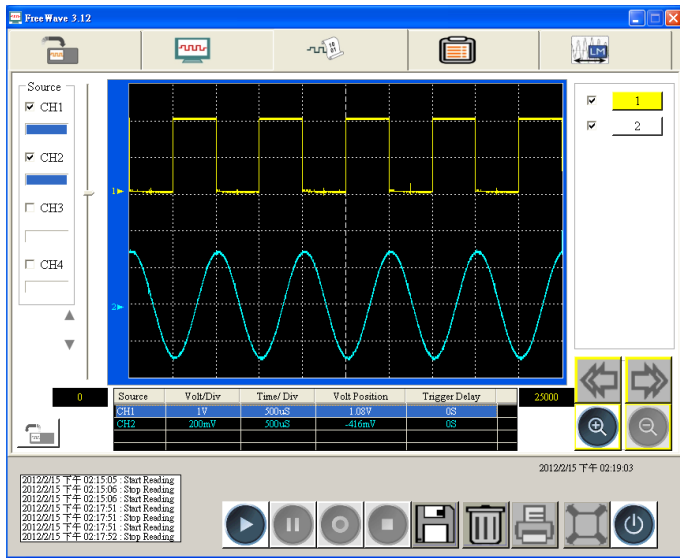 FreeWave 3.12
LM
Source
CH1
CH2
CH3
CH4
1
2
1
2
0
25000
Source Volt/Div Time/ Div Volt Position Trigger Delay
CH1 1V 500uS 1.08V 0S
CH2 200mV 500uS -416mV 0S
2012/2/15 下午 02:19:03
2012/2/15 下午 02:15:05 : Start Reading
2012/2/15 下午 02:15:06 : Stop Reading
2012/2/15 下午 02:15:06 : Start Reading
2012/2/15 下午 02:17:51 : Start Reading
2012/2/15 下午 02:17:51 : Stop Reading
2012/2/15 下午 02:17:51 : Start Reading
2012/2/15 下午 02:17:52 : Stop Reading